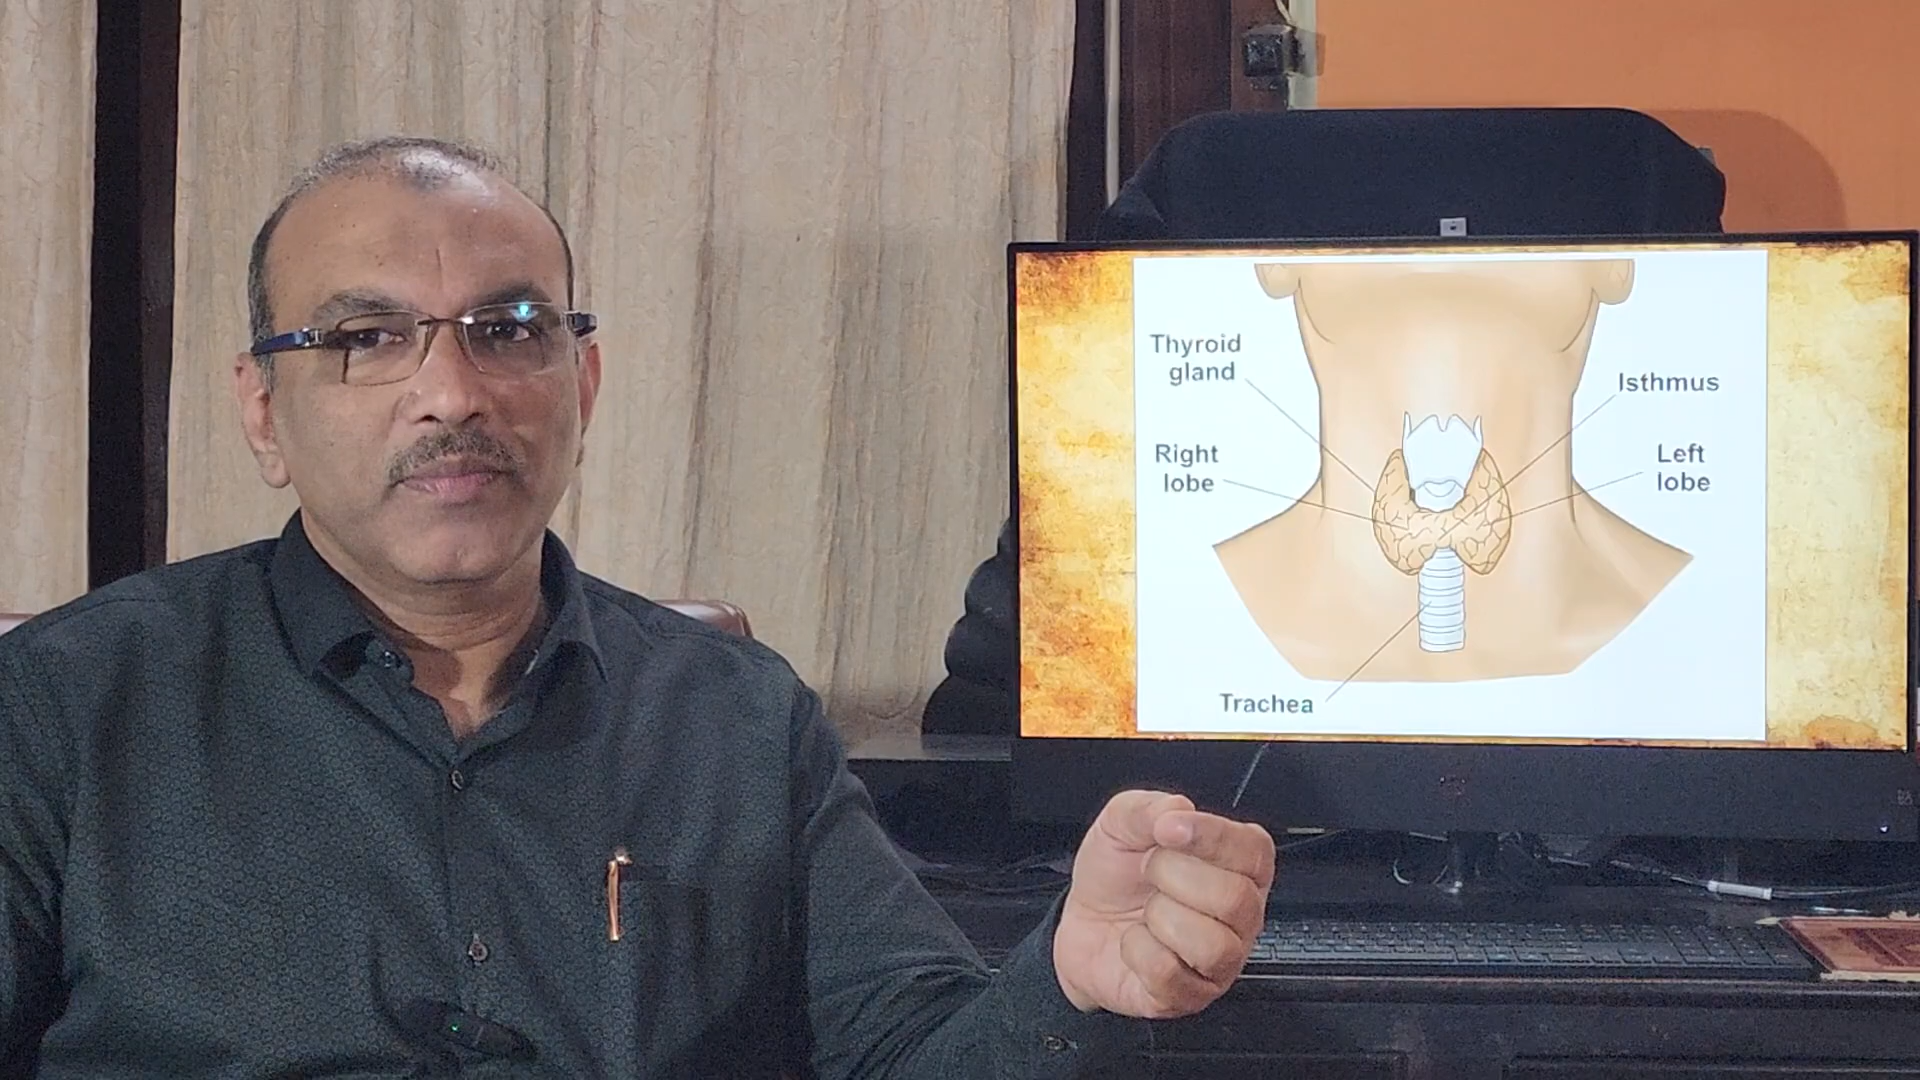 Thyroid
gland
Isthmus
Right
lobe
Left
lobe
Trachea